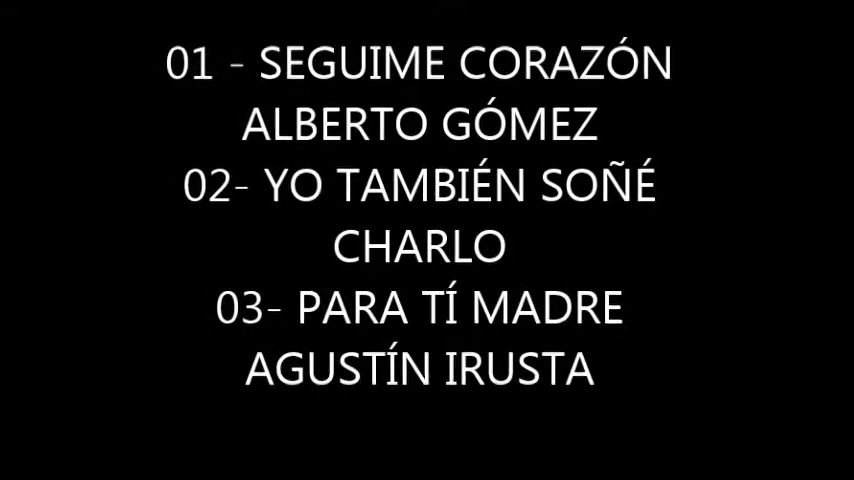 01 - SEGUIME CORAZÓN
ALBERTO GÓMEZ
02- YO TAMBIÉN SOÑÉ
CHARLO
03- PARA TÍ MADRE
AGUSTÍN IRUSTA